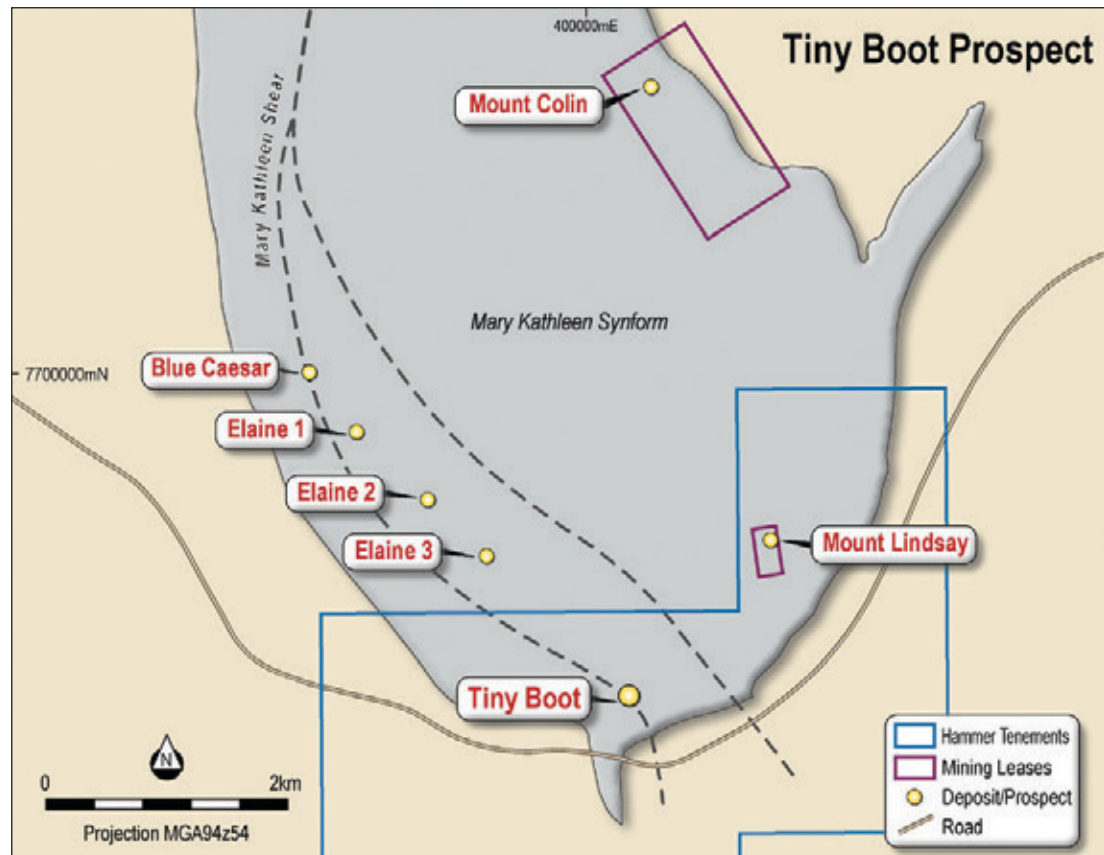 400000mE
Tiny Boot Prospect
Mount Colin
Mary Kathleen Shear
Mary Kathleen Synform
Blue Caesar
7700000mN
Elaine 1
Elaine 2
Elaine 3
Mount Lindsay
Tiny Boot
N
0 2km
Projection MGA94z54
Hammer Tenements
Mining Leases
Deposit/Prospect
Road